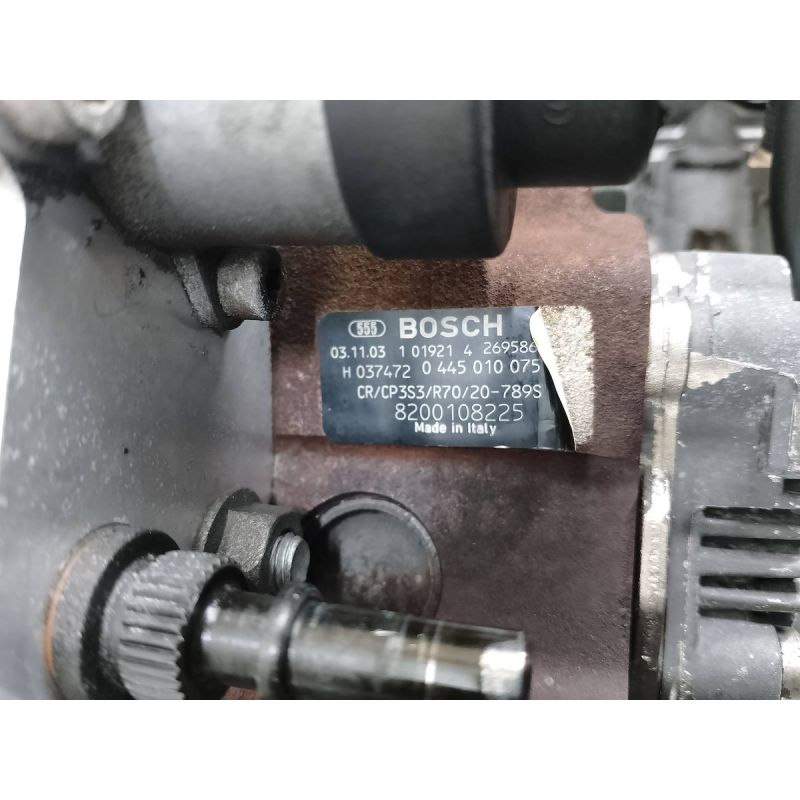 555 BOSCH
03.11.03 1 01921 4 269586
H 037472 0 445 010 075
CR/CP3S3/R70/20-789S
8200108225
Made in Italy